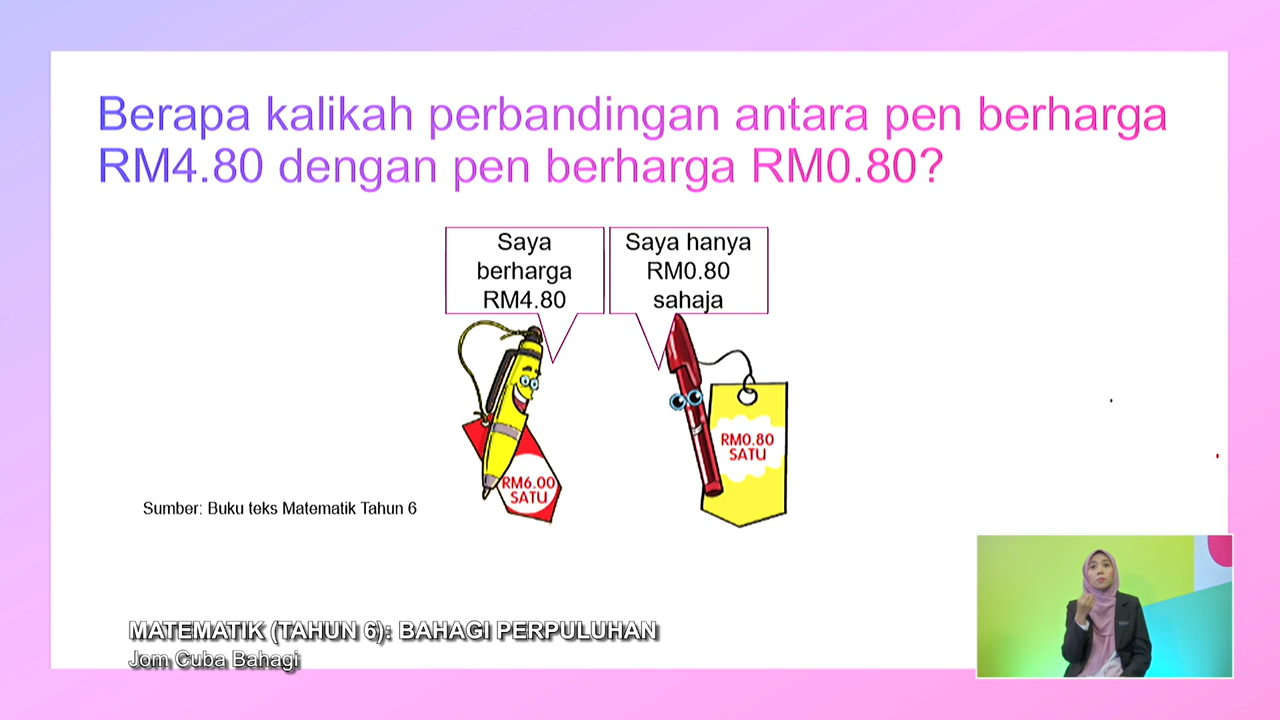 Berapa kalikah perbandingan antara pen berharga
RM4.80 dengan pen berharga RM0.80?
Saya
berharga
RM4.80
Saya hanya
RM0.80
sahaja
RM6.00
SATU
RM0.80
SATU
Sumber: Buku teks Matematik Tahun 6
MATEMATIK (TAHUN 6): BAHAGI PERPULUHAN
Jom Cuba Bahagi